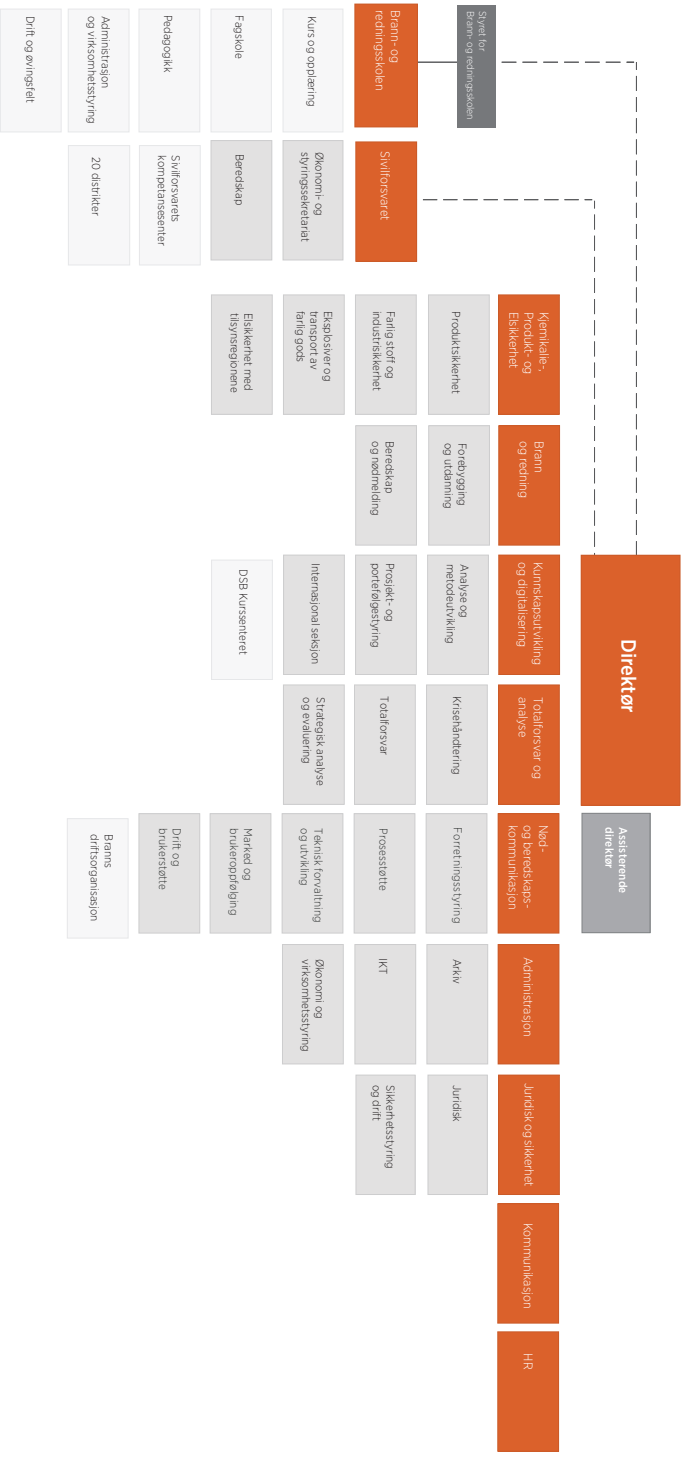 Direktør
Assisterende
direktør
Styret for
Brann- og redningsskolen
Brann- og
redningsskolen
Kurs og opplæring
Fagskole
Pedagogikk
Administrasjon
og virksomhetsstyring
Drift og øvingsfelt
Sivilforsvaret
Økonomi- og
styringssekretariat
Beredskap
Sivilforsvarets
kompetansesenter
20 distrikter
Kjemikalie-,
Produkt- og
Elsikkerhet
Produktsikkerhet
Farlig stoff og
industrisikkerhet
Eksplosiver og
transport av
farlig gods
Elsikkerhet med
tilsynsregionene
Brann
og redning
Forebygging
og utdanning
Beredskap
og nødmelding
Kunnskapsutvikling
og digitalisering
Analyse og
metodeutvikling
Prosjekt- og
portefølgestyring
Internasjonal seksjon
DSB Kurssenteret
Totalforsvar og
analyse
Krisehåndtering
Totalforsvar
Strategisk analyse
og evaluering
Nød-
og beredskaps-
kommunikasjon
Forretningsstyring
Prosesstøtte
Teknisk forvaltning
og utvikling
Marked og
brukeroppfølging
Drift og
brukerstøtte
Branns
driftsorganisasjon
Administrasjon
Arkiv
IKT
Økonomi og
virksomhetsstyring
Juridisk og sikkerhet
Juridisk
Sikkerhetsstyring
og drift
Kommunikasjon
HR